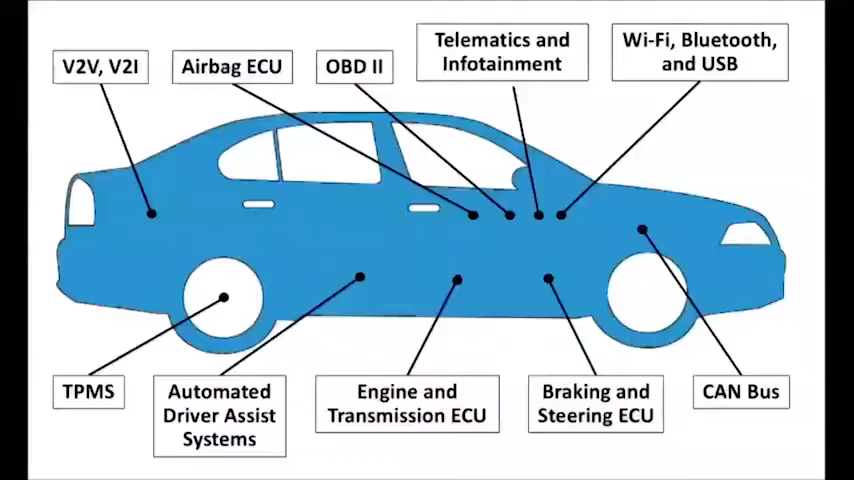 V2V, V2I
Airbag ECU
OBD II
Telematics and
Infotainment
Wi-Fi, Bluetooth,
and USB
TPMS
Automated
Driver Assist
Systems
Engine and
Transmission ECU
Braking and
Steering ECU
CAN Bus